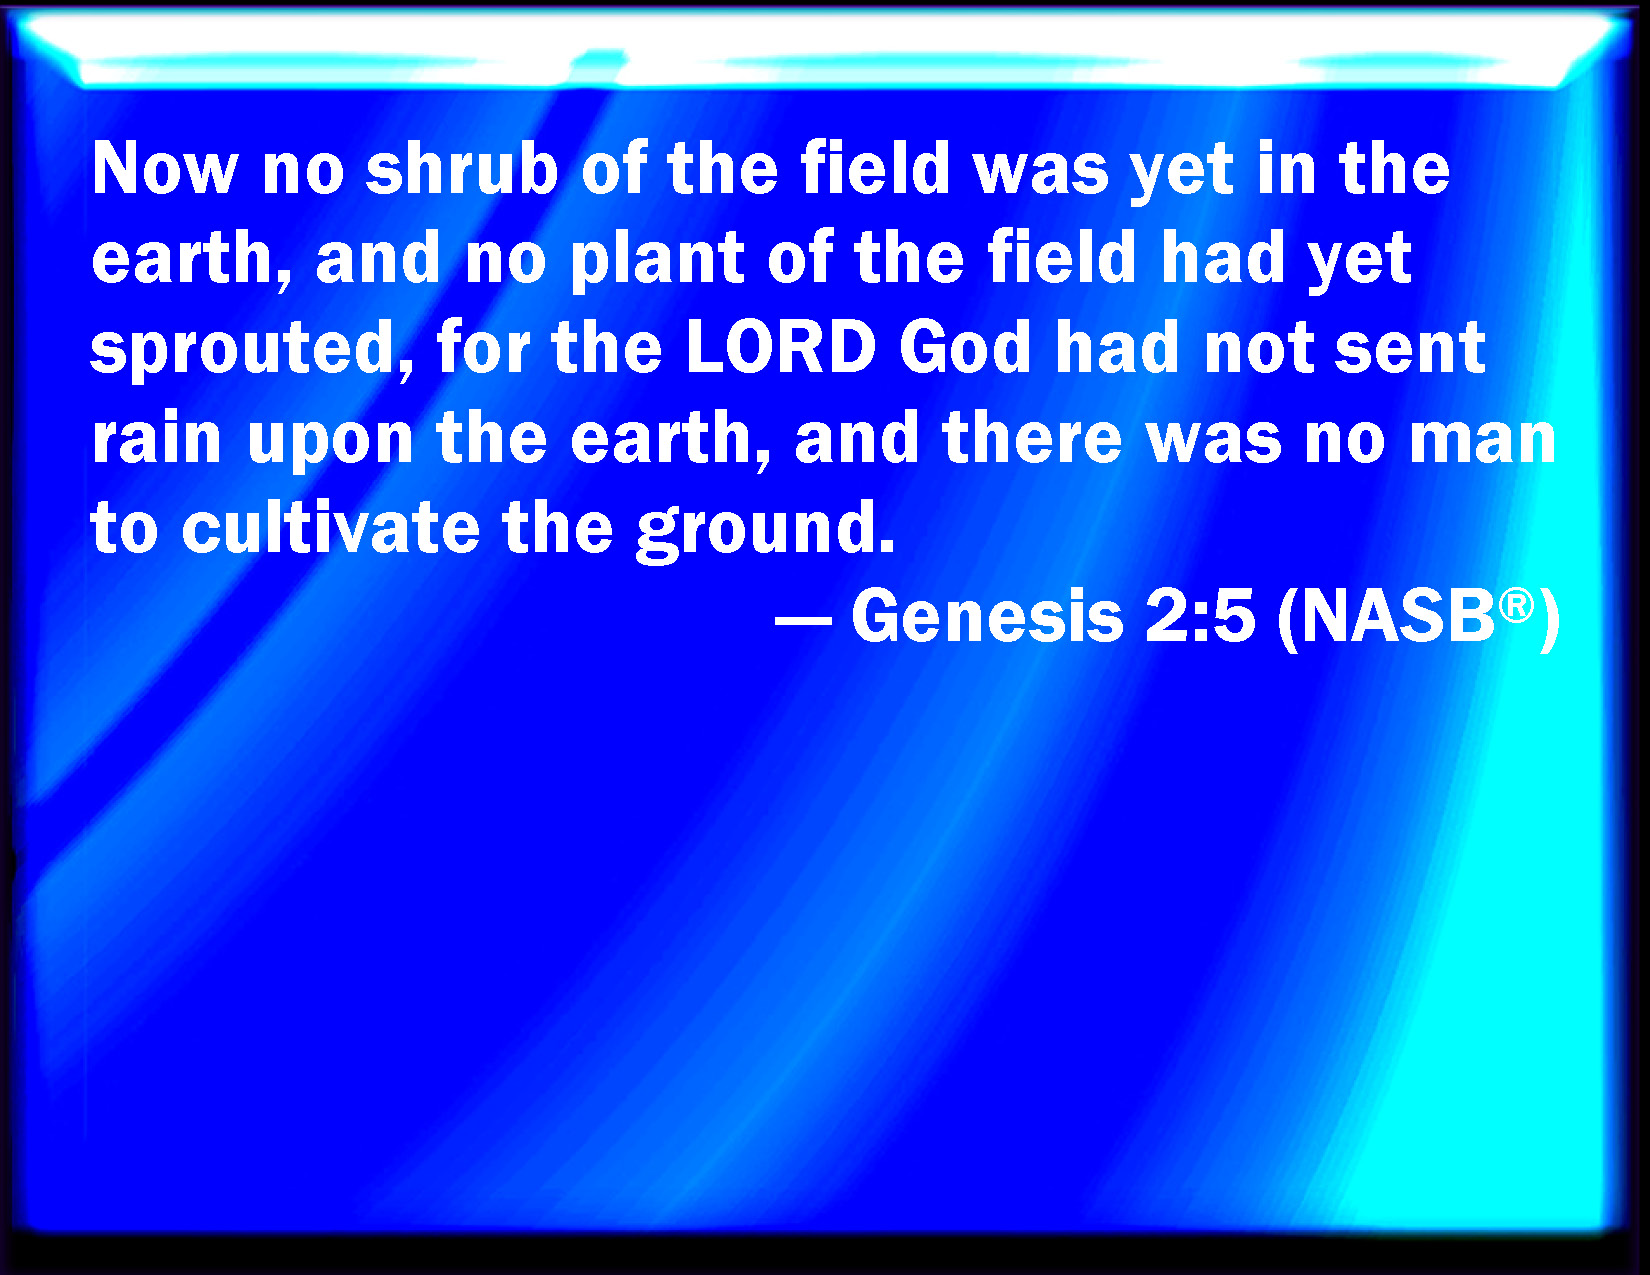 Now no shrub of the field was yet in the
earth, and no plant of the field had yet
sprouted, for the LORD God had not sent
rain upon the earth, and there was no man
to cultivate the ground.
— Genesis 2:5 (NASB®)